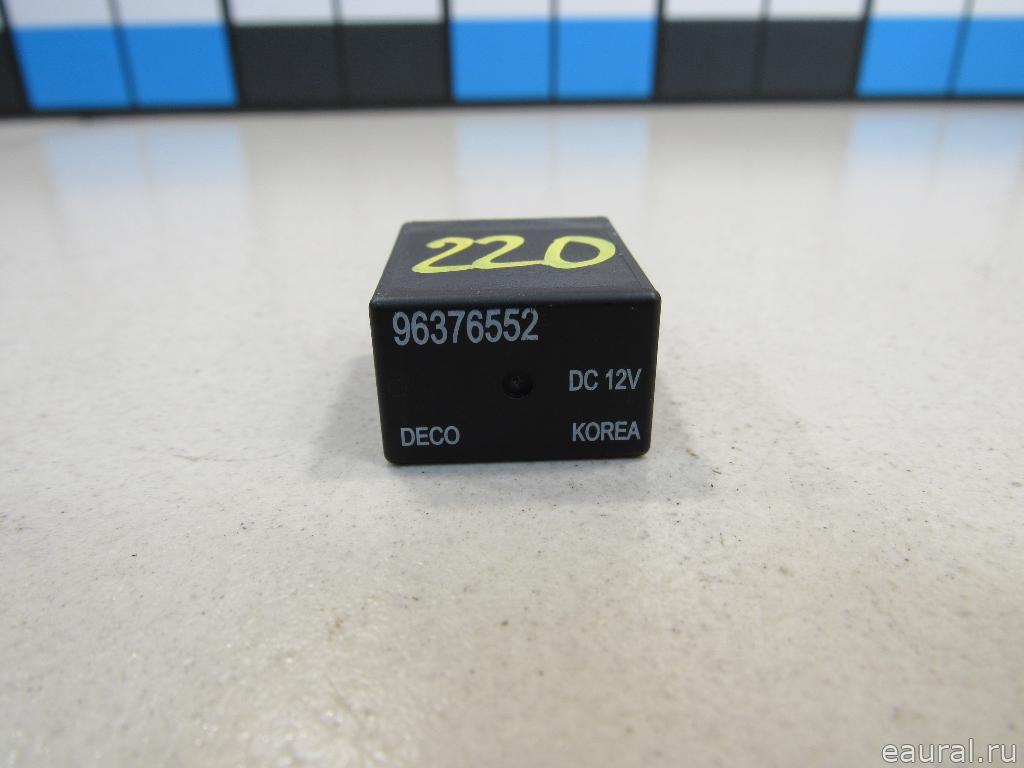 220
96376552
DC 12V
DECO KOREA
eaural.ru